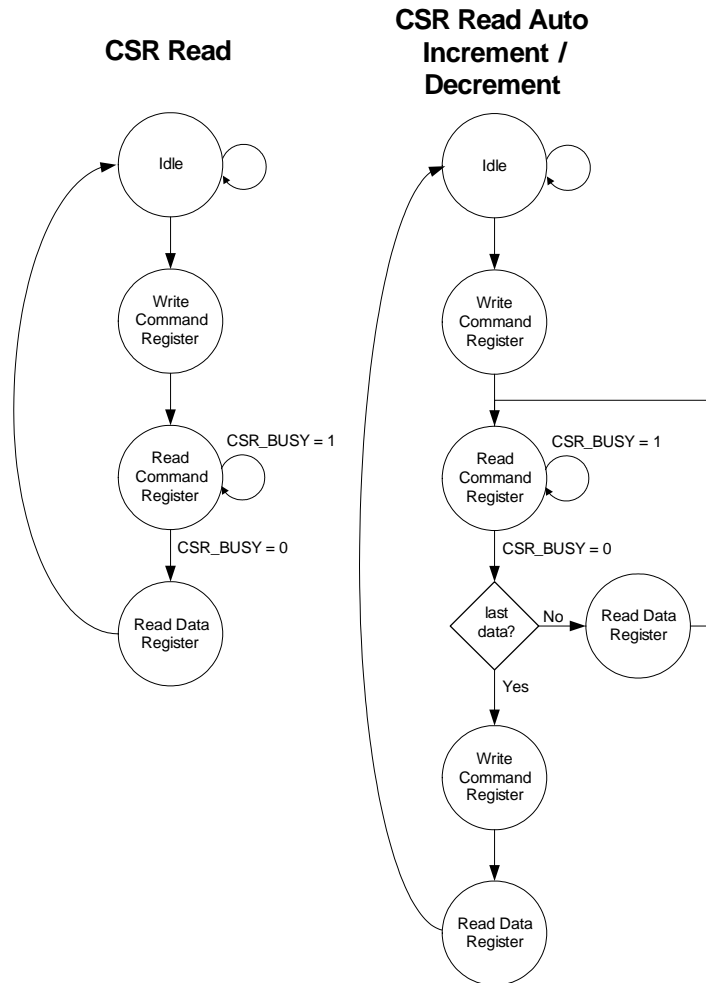 CSR Read
Idle
Write
Command
Register
CSR_BUSY = 1
Read
Command
Register
CSR_BUSY = 0
Read Data
Register
CSR Read Auto
Increment /
Decrement
Idle
Write
Command
Register
CSR_BUSY = 1
Read
Command
Register
CSR_BUSY = 0
last
data?
No
Read Data
Register
Yes
Write
Command
Register
Read Data
Register